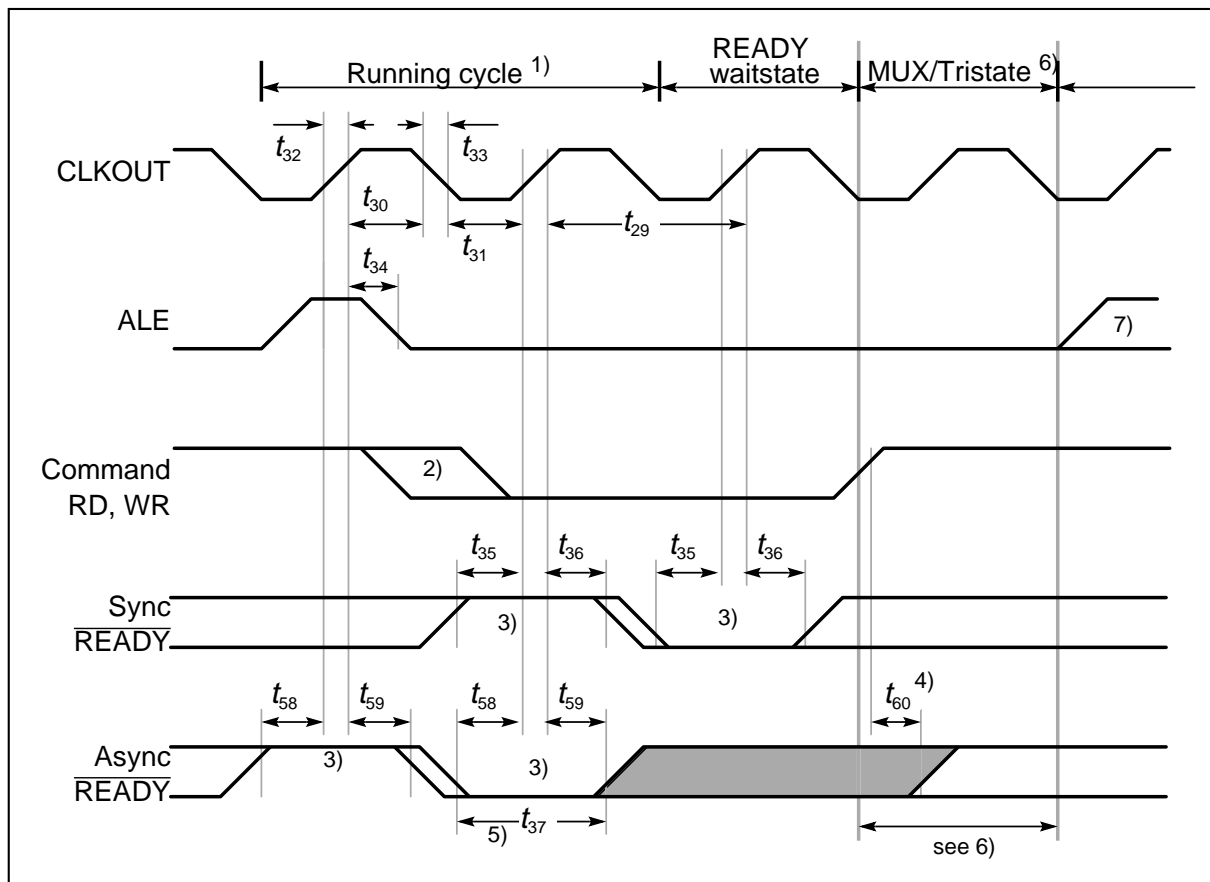 READY
Running cycle 1) waitstate MUX/Tristate 6)
t32 t33
CLKOUT
t30
t31 t29
t34
ALE 7)
Command 2)
RD, WR
t35 t36 t35 t36
Sync 3) 3)
READY
t58 t59 t58 t59 t60 4)
Async 3) 3)
READY
5) t37
see 6)